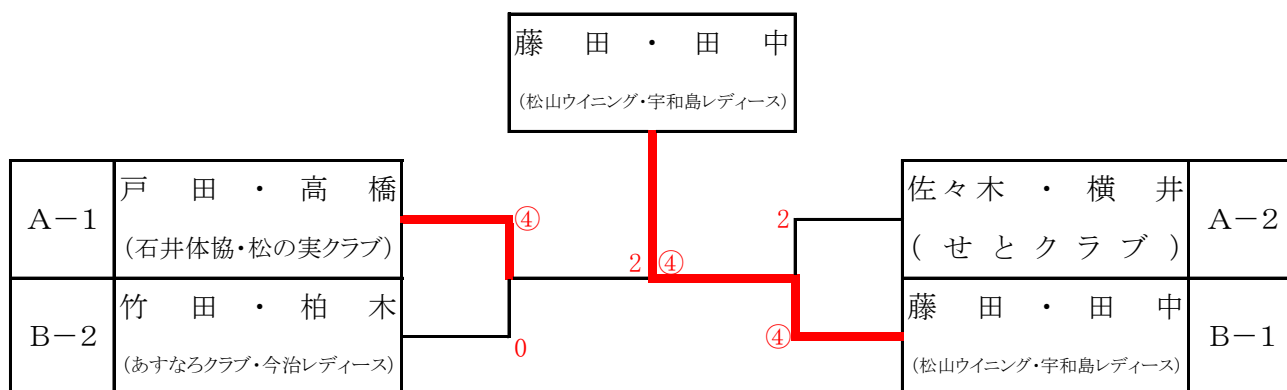 藤田・田中
(松山ウイニング・宇和島レディース)
A-1
戸田・高橋
(石井体協・松の実クラブ)
④
2
④
2
佐々木・横井
(せとクラブ)
A-2
B-2
竹田・柏木
(あすなろクラブ・今治レディース)
0
④
藤田・田中
(松山ウイニング・宇和島レディース)
B-1